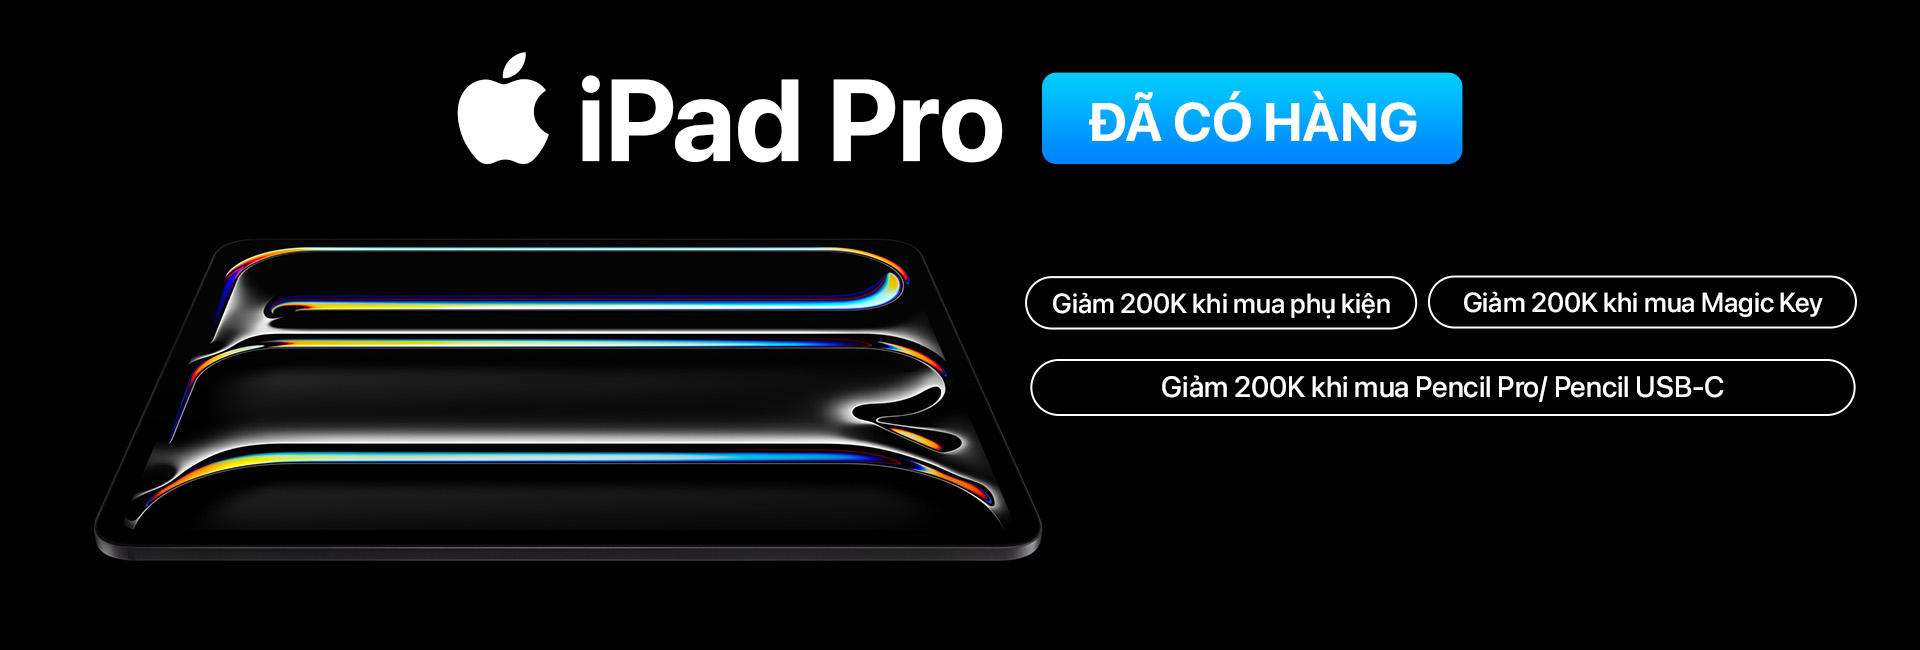 iPad Pro
ĐÃ CÓ HÀNG
Giảm 200K khi mua phụ kiện
Giảm 200K khi mua Magic Key
Giảm 200K khi mua Pencil Pro/ Pencil USB-C